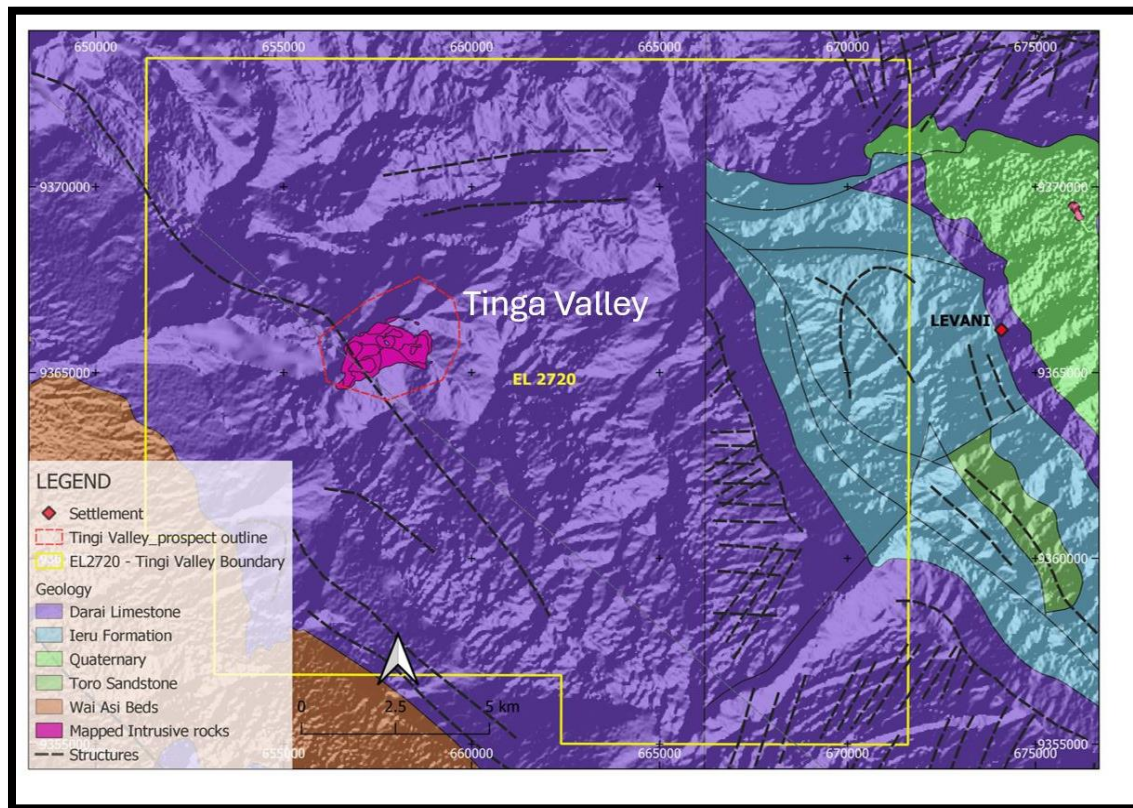 650000 655000 660000 665000 670000 675000
9370000 9370000
Tinga Valley
LEVANI
9365000 9365000
EL 2720
LEGEND
Settlement
Tingi Valley_prospect outline
EL2720 - Tingi Valley Boundary
Geology
Darai Limestone
Ieru Formation
Quaternary
Toro Sandstone
Wai Asi Beds
Mapped Intrusive rocks
Structures
9360000
0 2.5 5 km
9355000 9355000
655000 660000 665000 670000 675000